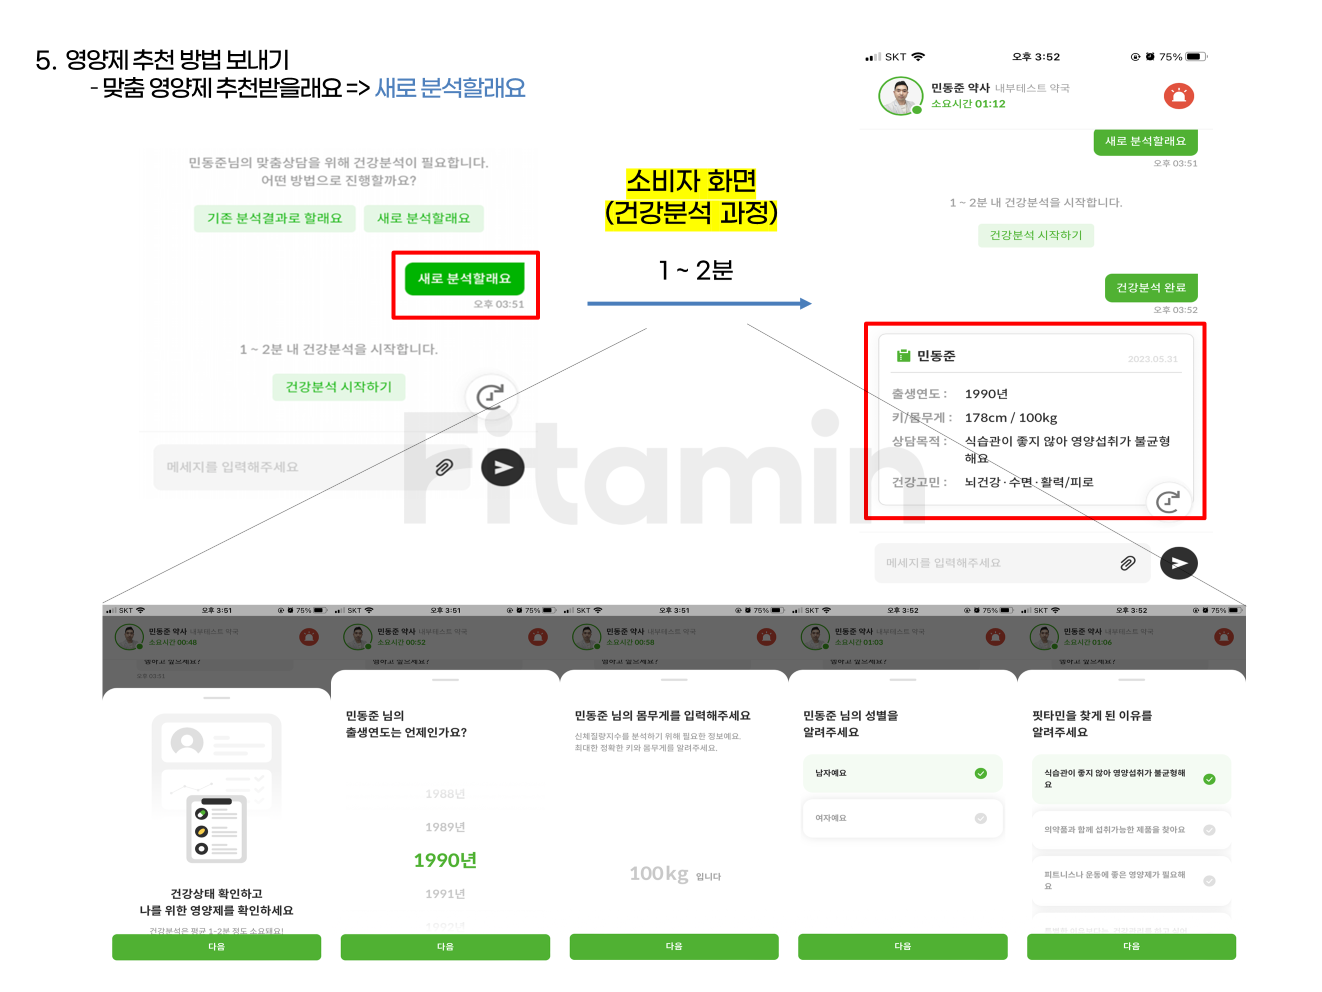 5. 영양제 추천 방법 보내기
- 맞춤 영양제 추천받을래요 => 새로 분석할래요
민동준님의 맞춤상담을 위해 건강분석이 필요합니다.
어떤 방법으로 진행할까요?
기존 분석결과로 할래요
새로 분석할래요
새로 분석할래요
오후 03:51
1 ~ 2분 내 건강분석을 시작합니다.
건강분석 시작하기
메세지를 입력해주세요
소비자 화면
(건강분석 과정)
1 ~ 2분
SKT 오후 3:52 75%
민동준 약사 내부테스트 약국
소요시간 01:12
새로 분석할래요
오후 03:51
1 ~ 2분 내 건강분석을 시작합니다.
건강분석 시작하기
건강분석 완료
오후 03:52
민동준 2023.05.31
출생연도 : 1990년
키/몸무게 : 178cm / 100kg
상담목적 : 식습관이 좋지 않아 영양섭취가 불균형
해요
건강고민 : 뇌건강 · 수면 · 활력/피로
메세지를 입력해주세요
Fitamin
SKT 오후 3:51 75%
민동준 약사 내부테스트 약국
소요시간 00:48
오후 03:51
건강상태 확인하고
나를 위한 영양제를 확인하세요
건강분석은 평균 1-2분 정도 소요돼요!
다음
SKT 오후 3:51 75%
민동준 약사 내부테스트 약국
소요시간 00:52
민동준 님의
출생연도는 언제인가요?
1988년
1989년
1990년
1991년
1992년
다음
SKT 오후 3:51 75%
민동준 약사 내부테스트 약국
소요시간 00:58
민동준 님의 몸무게를 입력해주세요
신체질량지수를 분석하기 위해 필요한 정보예요.
최대한 정확한 키와 몸무게를 알려주세요.
100kg 입니다
다음
SKT 오후 3:52 75%
민동준 약사 내부테스트 약국
소요시간 01:03
민동준 님의 성별을
알려주세요
남자예요
여자예요
다음
SKT 오후 3:52 75%
민동준 약사 내부테스트 약국
소요시간 01:06
핏타민을 찾게 된 이유를
알려주세요
식습관이 좋지 않아 영양섭취가 불균형해
요
의약품과 함께 섭취가능한 제품을 찾아요
피트니스나 운동에 좋은 영양제가 필요해
요
다음